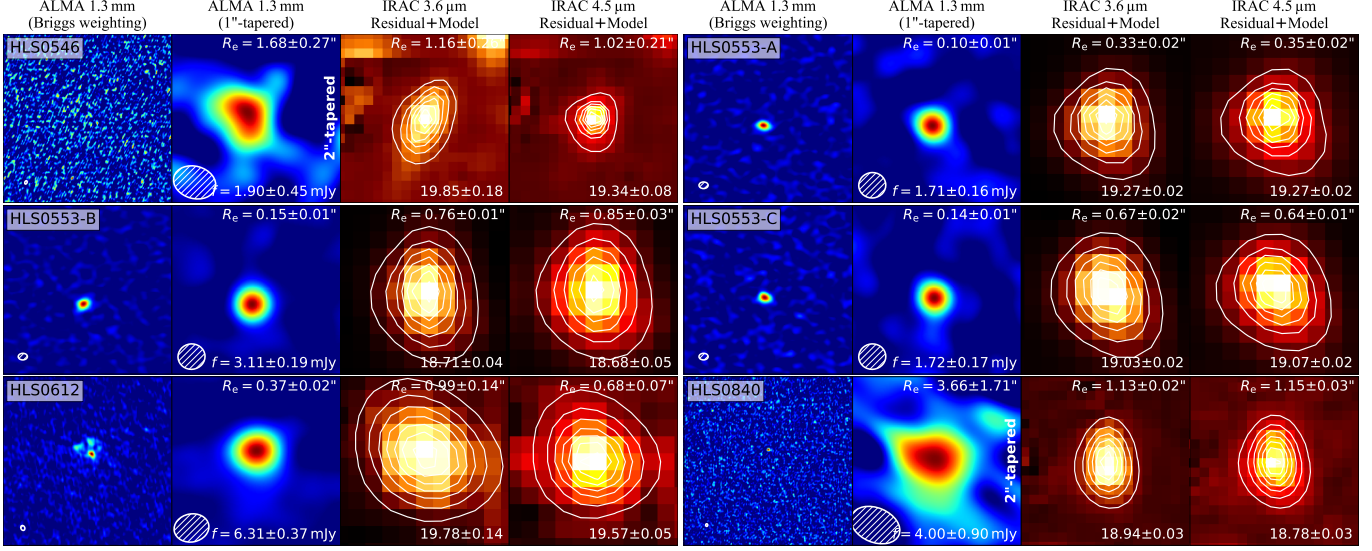 ALMA 1.3 mm
(Briggs weighting)
ALMA 1.3 mm
(1"-tapered)
IRAC 3.6 μm
Residual+Model
IRAC 4.5 μm
Residual+Model
ALMA 1.3 mm
(Briggs weighting)
ALMA 1.3 mm
(1"-tapered)
IRAC 3.6 μm
Residual+Model
IRAC 4.5 μm
Residual+Model
HLS0546
Re = 1.68±0.27"
2"-tapered
f = 1.90±0.45 mJy
19.85±0.18
Re = 1.02±0.21"
19.34±0.08
HLS0553-A
Re = 0.10±0.01"
f = 1.71±0.16 mJy
Re = 0.33±0.02"
19.27±0.02
Re = 0.35±0.02"
19.27±0.02
HLS0553-B
Re = 0.15±0.01"
f = 3.11±0.19 mJy
Re = 0.76±0.01"
18.71±0.04
Re = 0.85±0.03"
18.68±0.05
HLS0553-C
Re = 0.14±0.01"
f = 1.72±0.17 mJy
Re = 0.67±0.02"
19.03±0.02
Re = 0.64±0.01"
19.07±0.02
HLS0612
Re = 0.37±0.02"
f = 6.31±0.37 mJy
Re = 0.99±0.14"
19.78±0.14
Re = 0.68±0.07"
19.57±0.05
HLS0840
Re = 3.66±1.71"
2"-tapered
f = 4.00±0.90 mJy
Re = 1.13±0.02"
18.94±0.03
Re = 1.15±0.03"
18.78±0.03